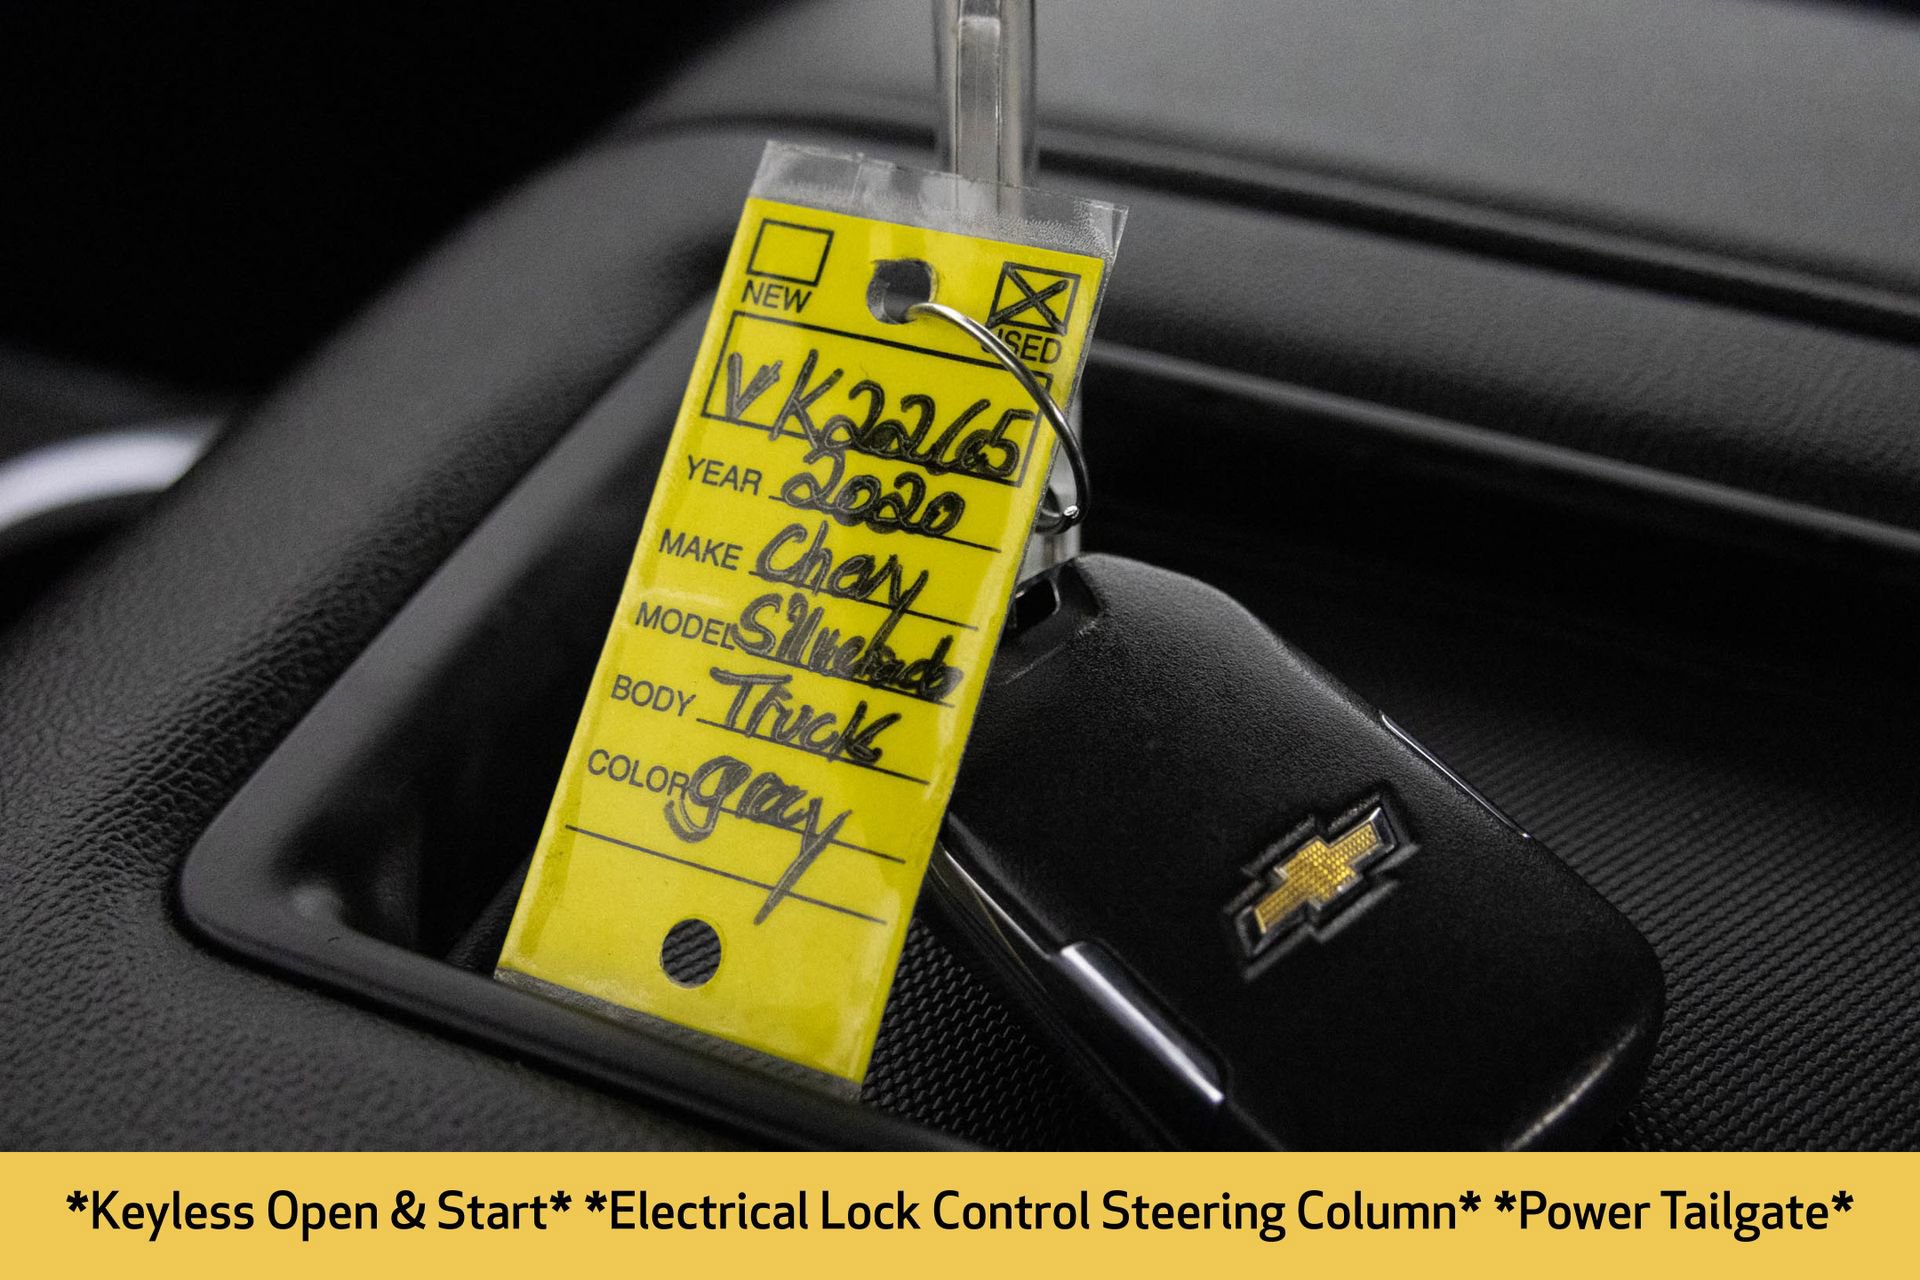 NEW
USED
VK2265
YEAR 2020
MAKE Chevy
MODEL Silverado
BODY Truck
COLOR gray
*Keyless Open & Start* *Electrical Lock Control Steering Column* *Power Tailgate*